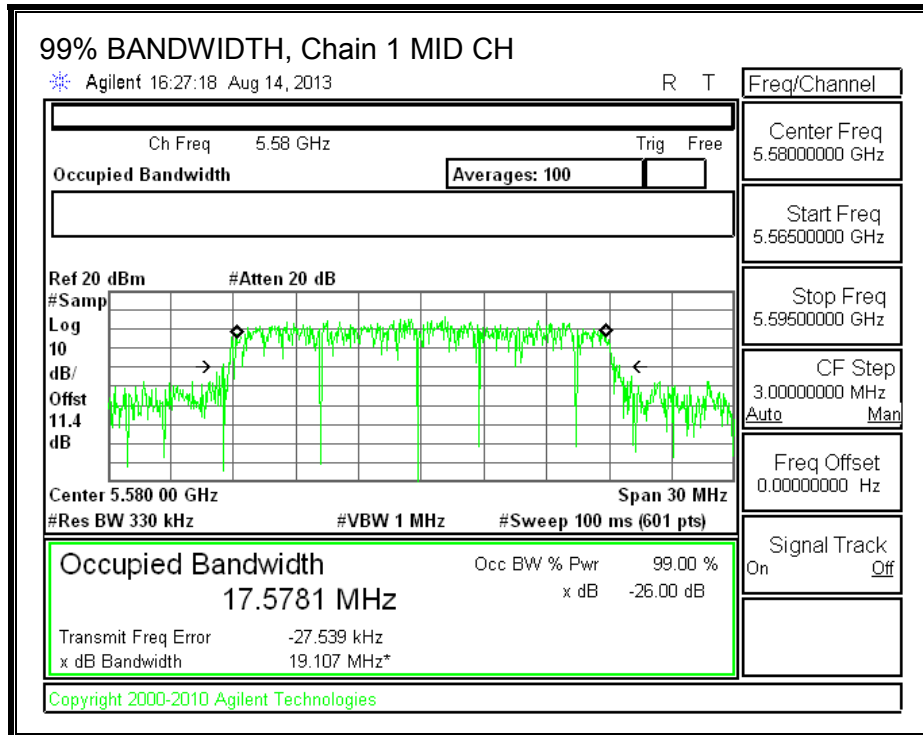 99% BANDWIDTH, Chain 1 MID CH
Agilent 16:27:18 Aug 14, 2013 R T
Freq/Channel
Ch Freq 5.58 GHz Trig Free
Occupied Bandwidth Averages: 100
Center Freq
5.58000000 GHz
Start Freq
5.56500000 GHz
Stop Freq
5.59500000 GHz
CF Step
3.00000000 MHz
Auto Man
Freq Offset
0.00000000 Hz
Signal Track
On Off
Ref 20 dBm #Atten 20 dB
#Samp
Log
10
dB/
Offst
11.4
dB
Center 5.580 00 GHz Span 30 MHz
#Res BW 330 kHz #VBW 1 MHz #Sweep 100 ms (601 pts)
Occupied Bandwidth Occ BW % Pwr 99.00 %
17.5781 MHz x dB -26.00 dB
Transmit Freq Error -27.539 kHz
x dB Bandwidth 19.107 MHz*
Copyright 2000-2010 Agilent Technologies